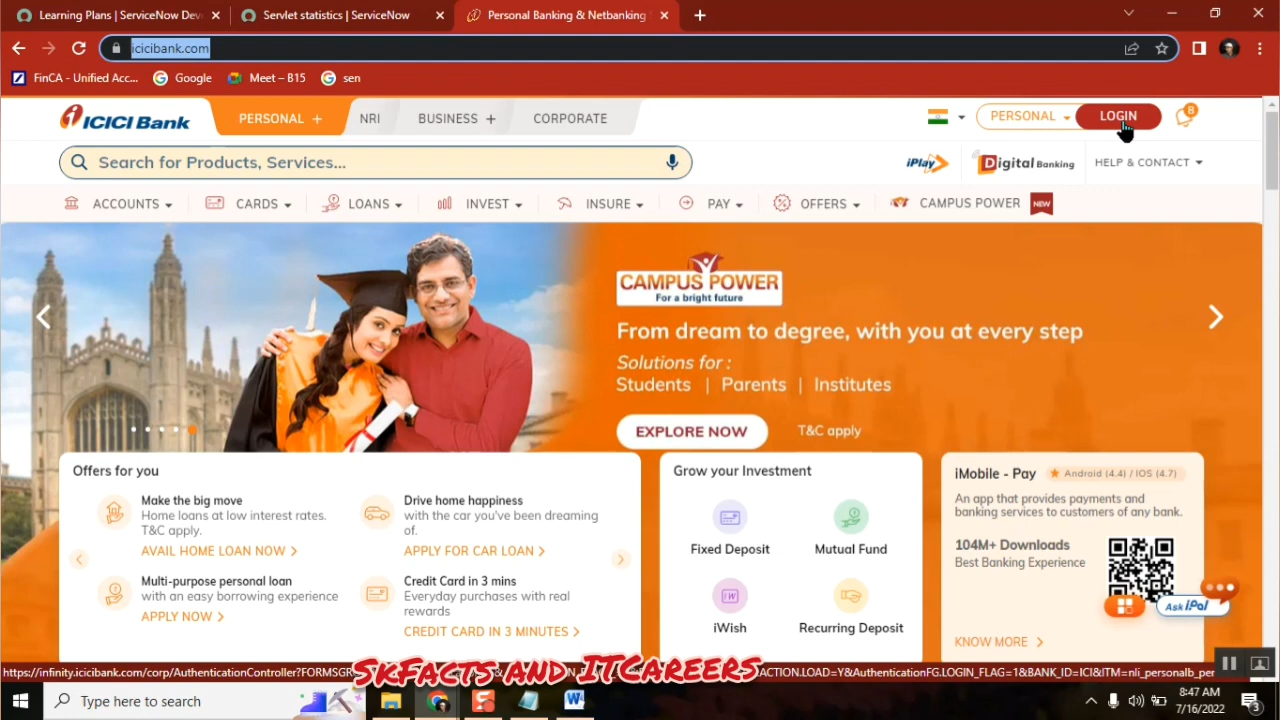 Learning Plans | ServiceNow Dev
Servlet statistics | ServiceNow
Personal Banking & Netbanking
icicibank.com
FinCA - Unified Acc...
Google
Meet – B15
sen
ICICI Bank
PERSONAL +
NRI
BUSINESS +
CORPORATE
PERSONAL
LOGIN
8
Search for Products, Services...
iPlay
Digital Banking
HELP & CONTACT
ACCOUNTS
CARDS
LOANS
INVEST
INSURE
PAY
OFFERS
CAMPUS POWER
NEW
CAMPUS POWER
For a bright future
From dream to degree, with you at every step
Solutions for :
Students | Parents | Institutes
EXPLORE NOW
T&C apply
Offers for you
Make the big move
Home loans at low interest rates.
T&C apply.
AVAIL HOME LOAN NOW >
Drive home happiness
with the car you've been dreaming
of.
APPLY FOR CAR LOAN >
Multi-purpose personal loan
with an easy borrowing experience
APPLY NOW >
Credit Card in 3 mins
Everyday purchases with real
rewards
CREDIT CARD IN 3 MINUTES >
Grow your Investment
Fixed Deposit
Mutual Fund
iWish
Recurring Deposit
iMobile - Pay
Android (4.4) / IOS (4.7)
An app that provides payments and
banking services to customers of any bank.
104M+ Downloads
Best Banking Experience
Ask iPal
KNOW MORE >
https://infinity.icicibank.com/corp/AuthenticationController?FORMSGR
ACTION.LOAD=Y&AuthenticationFG.LOGIN_FLAG=1&BANK_ID=ICI&ITM=nli_personalb_per
SkFacts and ITCareers
Type here to search
8:47 AM
7/16/2022
3